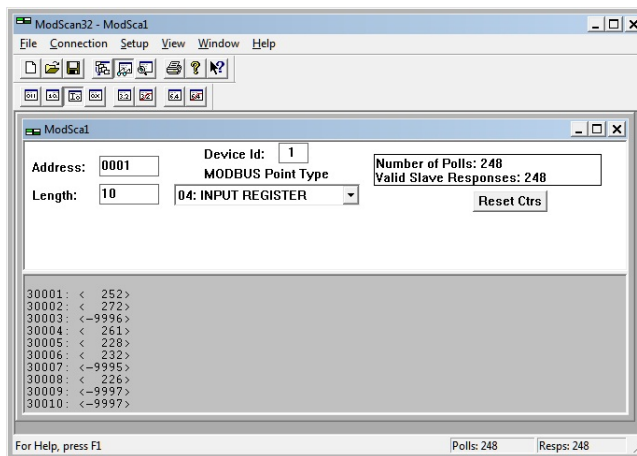 ModScan32 - ModSca1
File Connection Setup View Window Help
ModSca1
Address: 0001
Device Id: 1
MODBUS Point Type
Length: 10
04: INPUT REGISTER
Number of Polls: 248
Valid Slave Responses: 248
Reset Ctrs
30001: < 252>
30002: < 272>
30003: <-9996>
30004: < 261>
30005: < 228>
30006: < 232>
30007: <-9995>
30008: < 226>
30009: <-9997>
30010: <-9997>
For Help, press F1
Polls: 248
Resps: 248